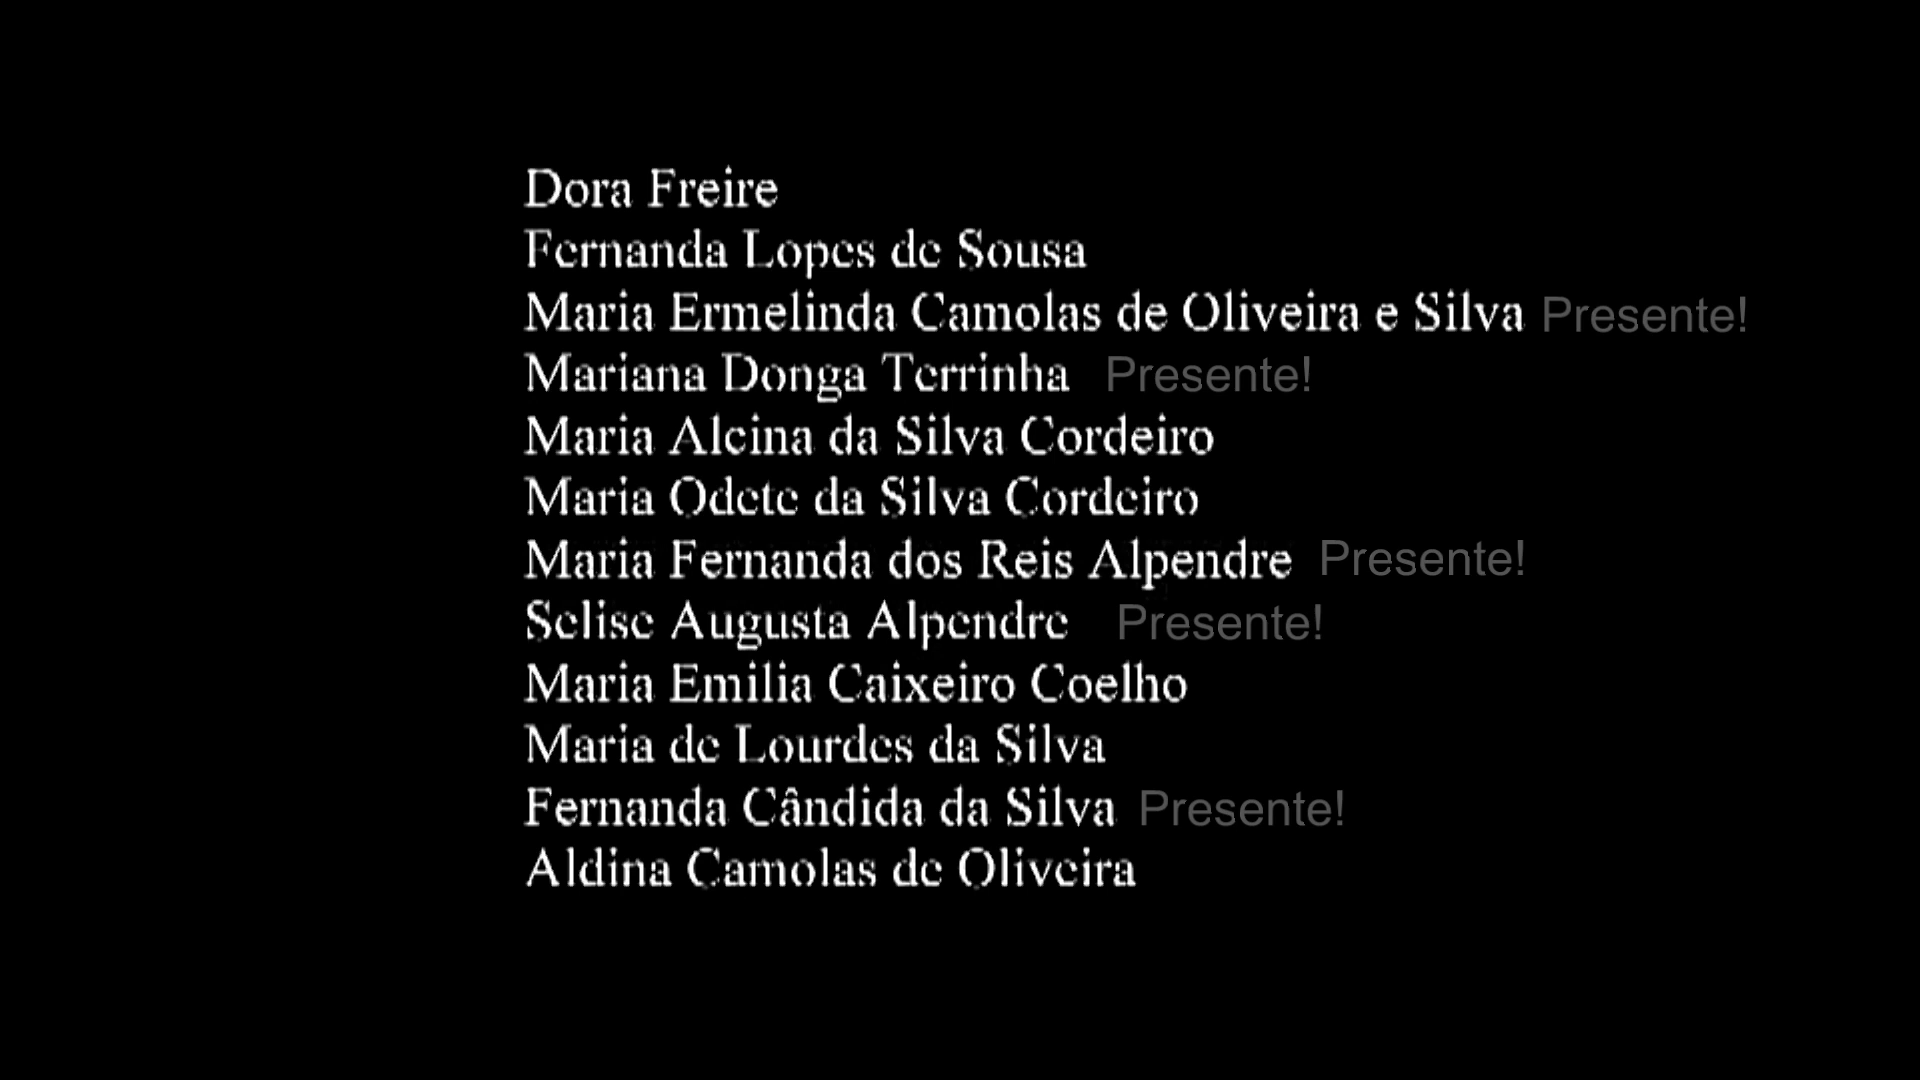 Dora Freire
Fernanda Lopes de Sousa
Maria Ermelinda Camolas de Oliveira e Silva Presente!
Mariana Donga Terrinha Presente!
Maria Alcina da Silva Cordeiro
Maria Odete da Silva Cordeiro
Maria Fernanda dos Reis Alpendre Presente!
Selise Augusta Alpendre Presente!
Maria Emilia Caixeiro Coelho
Maria de Lourdes da Silva
Fernanda Cândida da Silva Presente!
Aldina Camolas de Oliveira